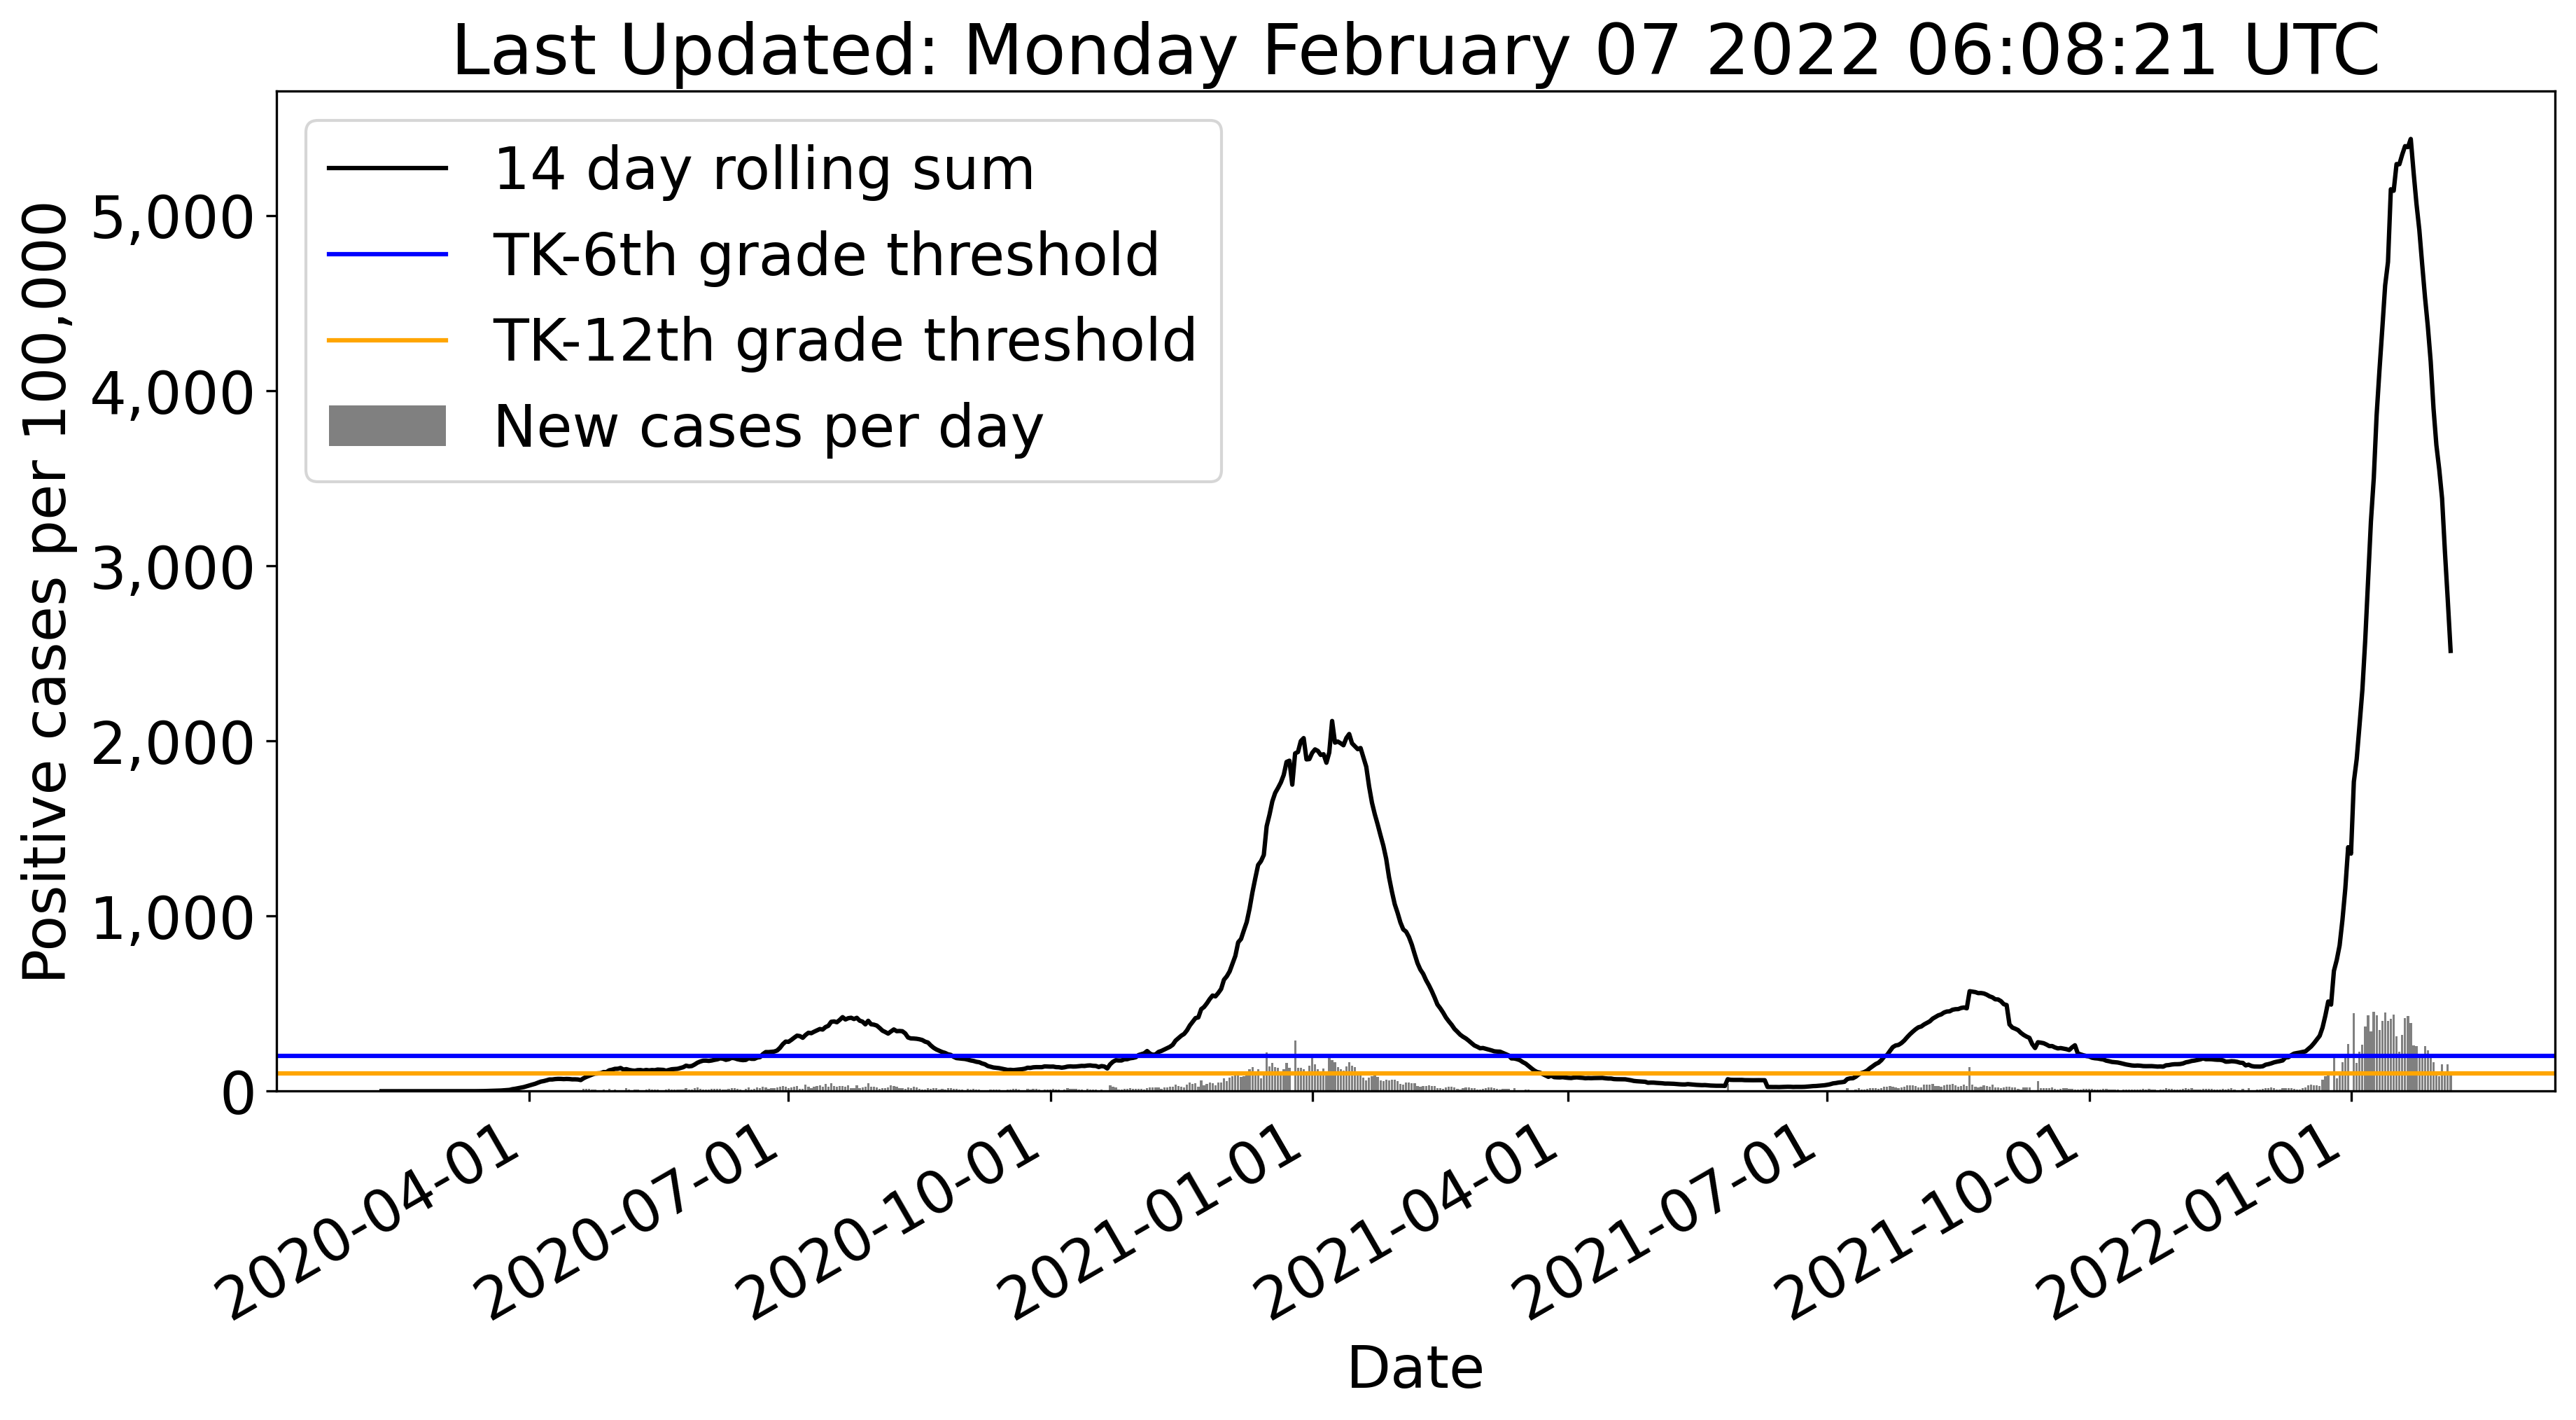 Last Updated: Monday February 07 2022 06:08:21 UTC
14 day rolling sum
TK-6th grade threshold
TK-12th grade threshold
New cases per day
Positive cases per 100,000
5,000
4,000
3,000
2,000
1,000
0
2020-04-01
2020-07-01
2020-10-01
2021-01-01
2021-04-01
2021-07-01
2021-10-01
2022-01-01
Date